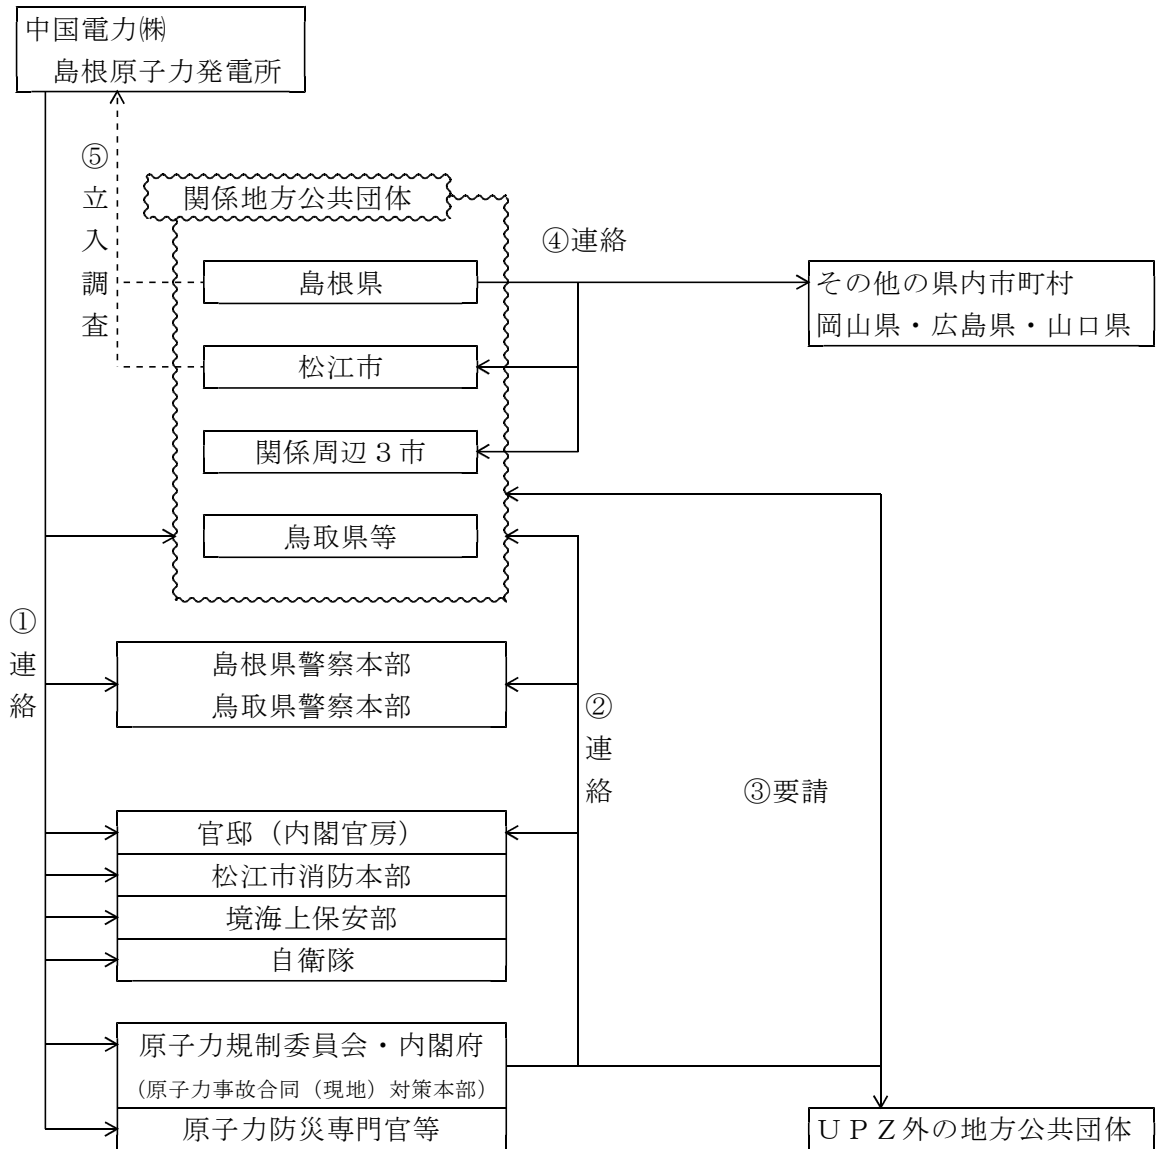 中国電力㈱
島根原子力発電所
⑤立入調査
関係地方公共団体
④連絡
島根県
その他の県内市町村
岡山県・広島県・山口県
松江市
関係周辺３市
鳥取県等
①連絡
島根県警察本部
鳥取県警察本部
②連絡
③要請
官邸（内閣官房）
松江市消防本部
境海上保安部
自衛隊
原子力規制委員会・内閣府
（原子力事故合同（現地）対策本部）
原子力防災専門官等
ＵＰＺ外の地方公共団体